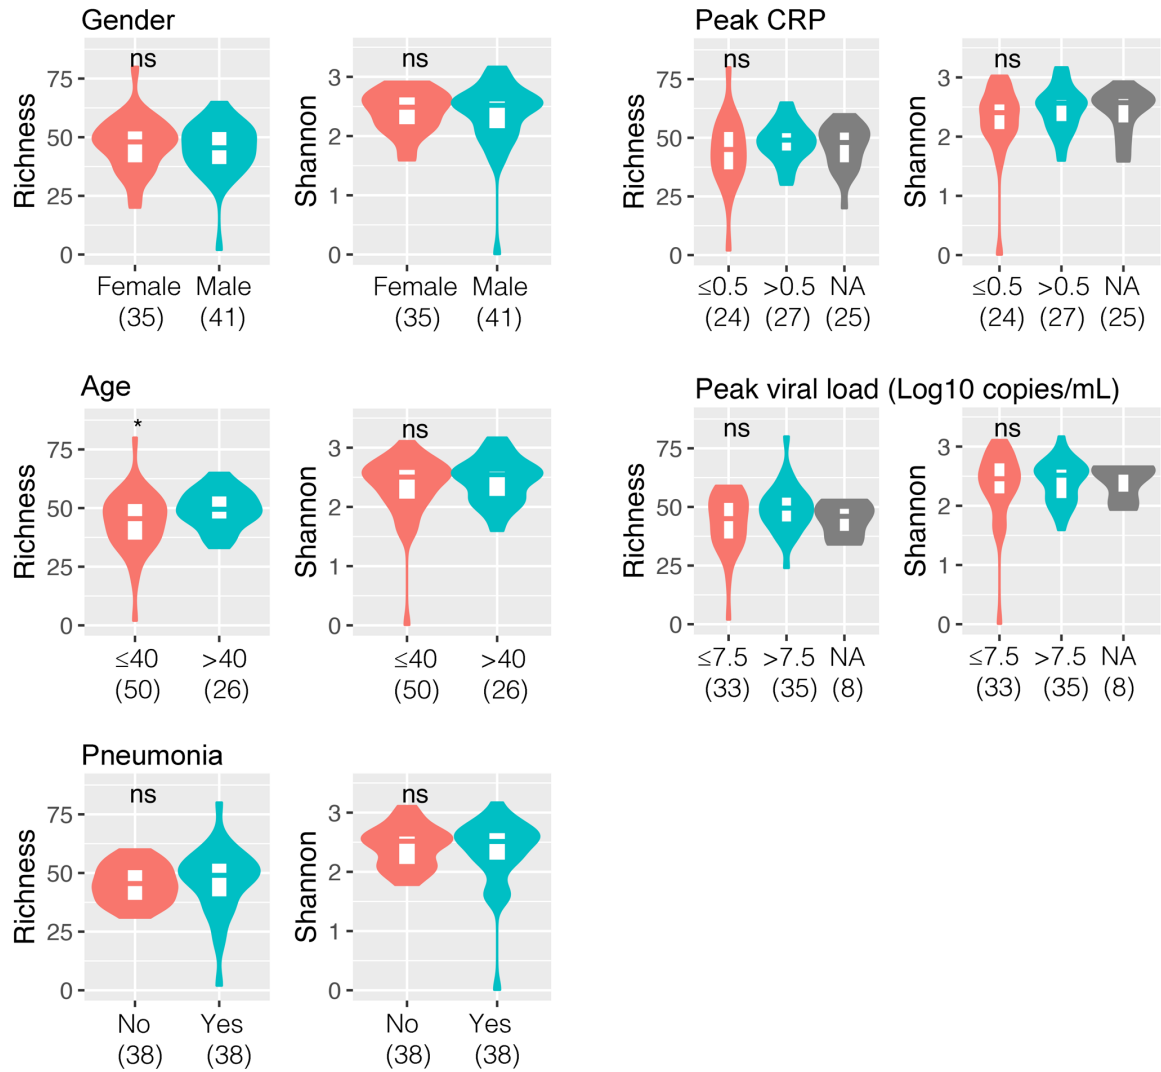 Gender
Richness
75
50
25
0
ns
Female Male
(35) (41)
Shannon
3
2
1
0
ns
Female Male
(35) (41)
Peak CRP
Richness
75
50
25
0
ns
≤0.5 >0.5 NA
(24) (27) (25)
Shannon
3
2
1
0
ns
≤0.5 >0.5 NA
(24) (27) (25)
Age
Richness
75
50
25
0
*
≤40 >40
(50) (26)
Shannon
3
2
1
0
ns
≤40 >40
(50) (26)
Peak viral load (Log10 copies/mL)
Richness
75
50
25
0
ns
≤7.5 >7.5 NA
(33) (35) (8)
Shannon
3
2
1
0
ns
≤7.5 >7.5 NA
(33) (35) (8)
Pneumonia
Richness
75
50
25
0
ns
No Yes
(38) (38)
Shannon
3
2
1
0
ns
No Yes
(38) (38)